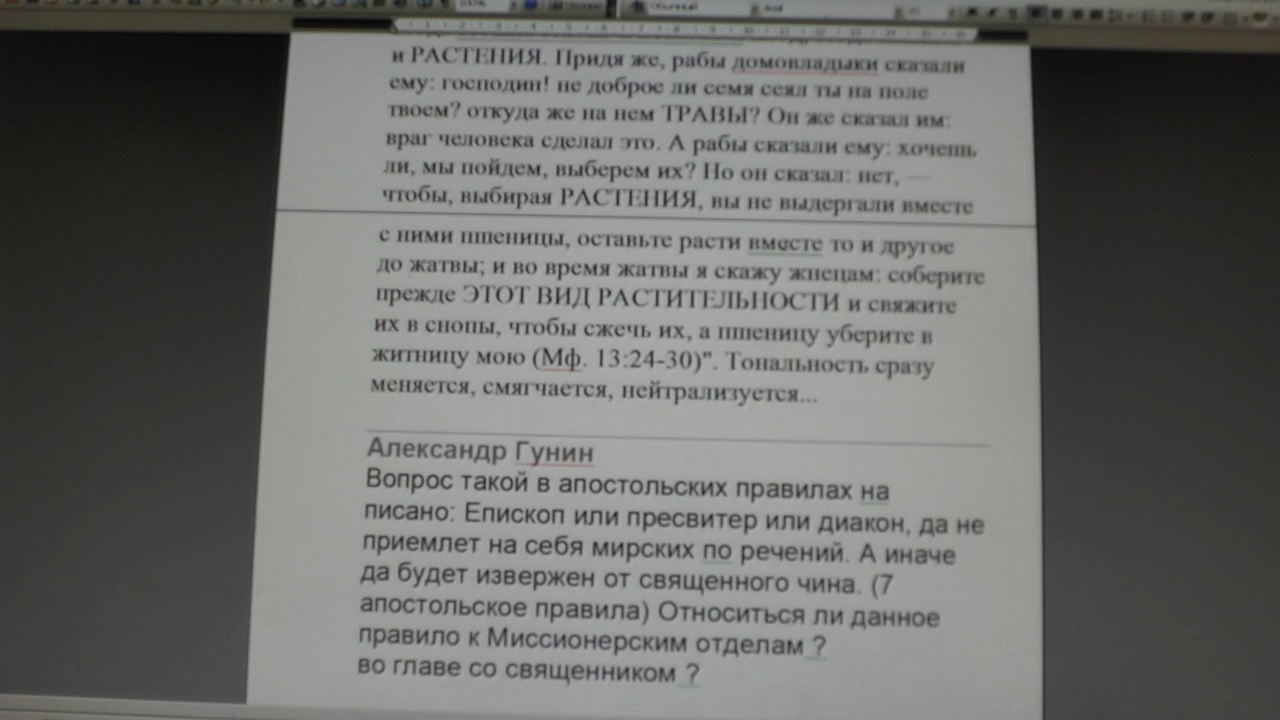 и РАСТЕНИЯ. Придя же, рабы домовладыки сказали
ему: господин! не доброе ли семя сеял ты на поле
твоем? откуда же на нем ТРАВЫ? Он же сказал им:
враг человека сделал это. А рабы сказали ему: хочешь
ли, мы пойдем, выберем их? Но он сказал: нет, —
чтобы, выбирая РАСТЕНИЯ, вы не выдергали вместе
с ними пшеницы, оставьте расти вместе то и другое
до жатвы; и во время жатвы я скажу жнецам: соберите
прежде ЭТОТ ВИД РАСТИТЕЛЬНОСТИ и свяжите
их в снопы, чтобы сжечь их, а пшеницу уберите в
житницу мою (Мф. 13:24-30)". Тональность сразу
меняется, смягчается, нейтрализуется...
Александр Гунин
Вопрос такой в апостольских правилах на
писано: Епископ или пресвитер или диакон, да не
приемлет на себя мирских по речений. А иначе
да будет извержен от священного чина. (7
апостольское правила) Относиться ли данное
правило к Миссионерским отделам ?
во главе со священником ?